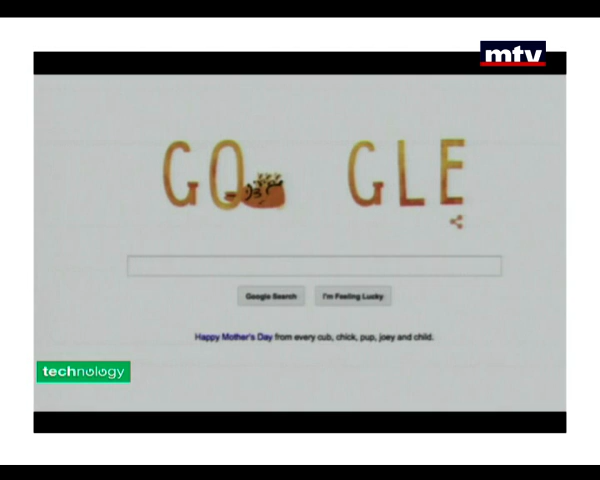 mtv
GO GLE
Google Search
I'm Feeling Lucky
Happy Mother's Day from every cub, chick, pup, joey and child.
technology